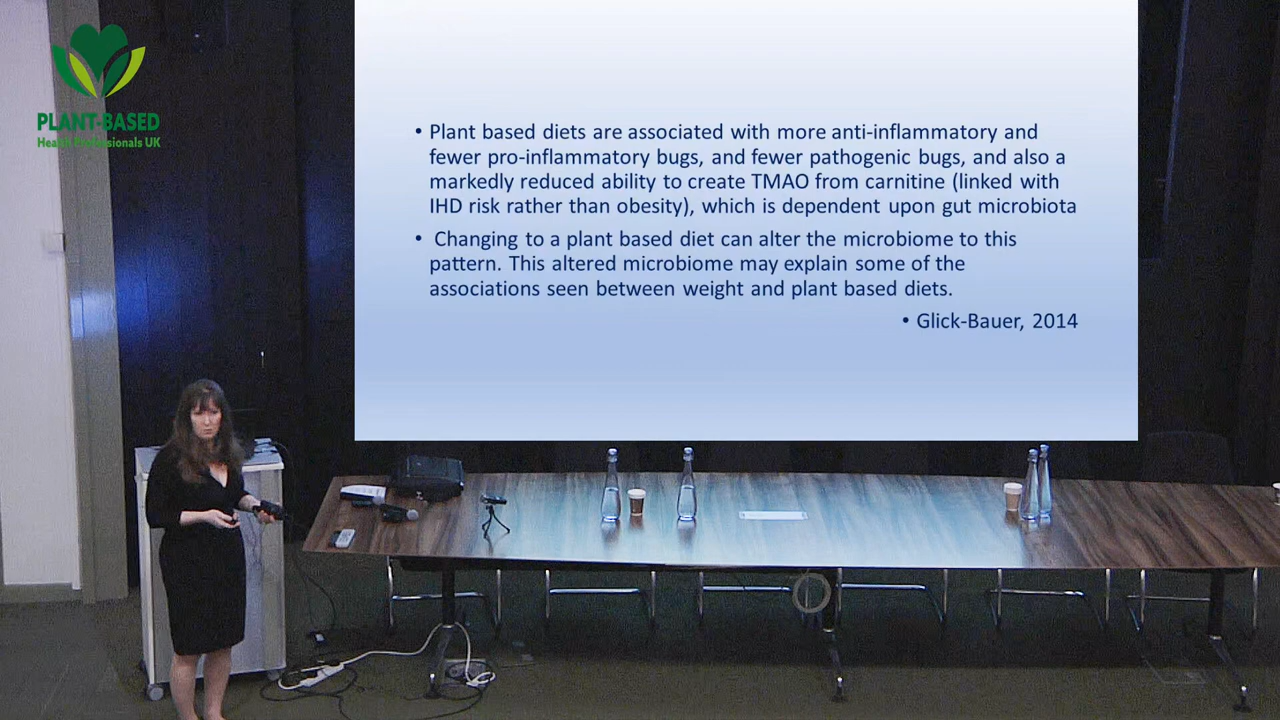 PLANT-BASED
Health Professionals UK
• Plant based diets are associated with more anti-inflammatory and
fewer pro-inflammatory bugs, and fewer pathogenic bugs, and also a
markedly reduced ability to create TMAO from carnitine (linked with
IHD risk rather than obesity), which is dependent upon gut microbiota
• Changing to a plant based diet can alter the microbiome to this
pattern. This altered microbiome may explain some of the
associations seen between weight and plant based diets.
• Glick-Bauer, 2014